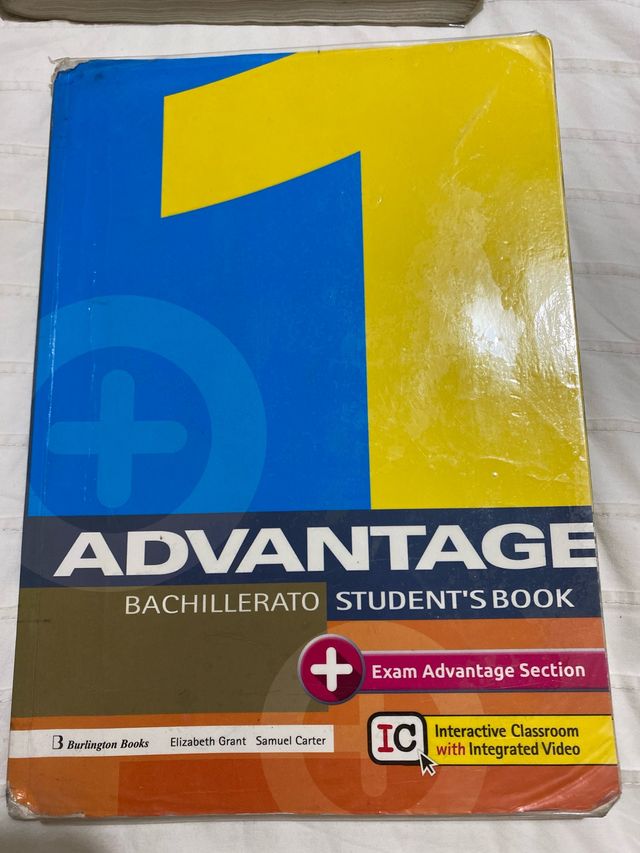 1
ADVANTAGE
BACHILLERATO STUDENT'S BOOK
Exam Advantage Section
B Burlington Books Elizabeth Grant Samuel Carter
IC Interactive Classroom
with Integrated Video